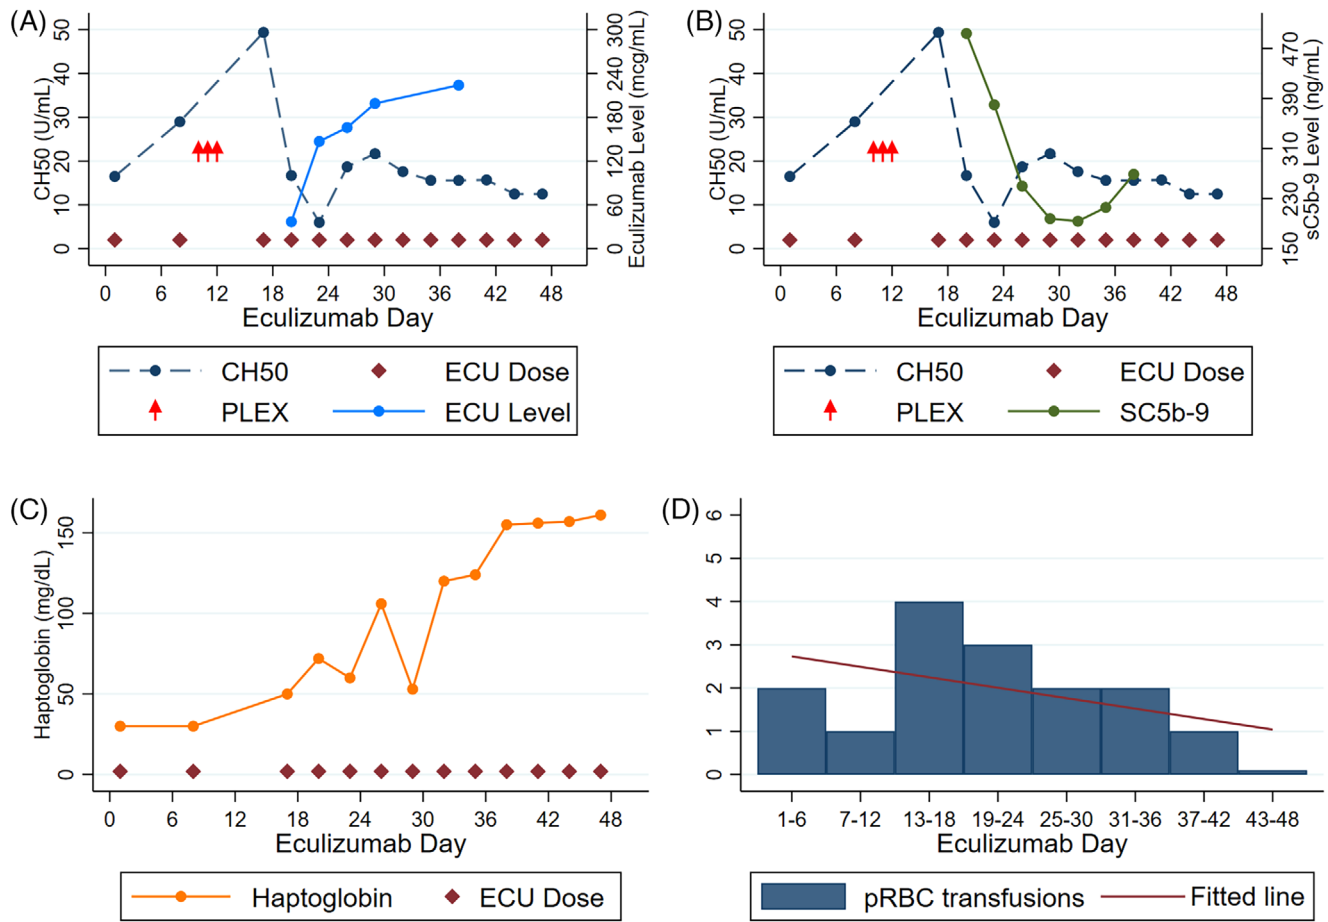 (A)
CH50 (U/mL)
50
40
30
20
10
0
Eculizumab Level (mcg/mL)
300
240
180
120
60
0
0 6 12 18 24 30 36 42 48
Eculizumab Day
CH50 ECU Dose
PLEX ECU Level
(B)
CH50 (U/mL)
50
40
30
20
10
0
sC5b-9 Level (ng/mL)
470
390
310
230
150
0 6 12 18 24 30 36 42 48
Eculizumab Day
CH50 ECU Dose
PLEX SC5b-9
(C)
Haptoglobin (mg/dL)
150
100
50
0
0 6 12 18 24 30 36 42 48
Eculizumab Day
Haptoglobin ECU Dose
(D)
6
5
4
3
2
1
0
1-6 7-12 13-18 19-24 25-30 31-36 37-42 43-48
Eculizumab Day
pRBC transfusions Fitted line